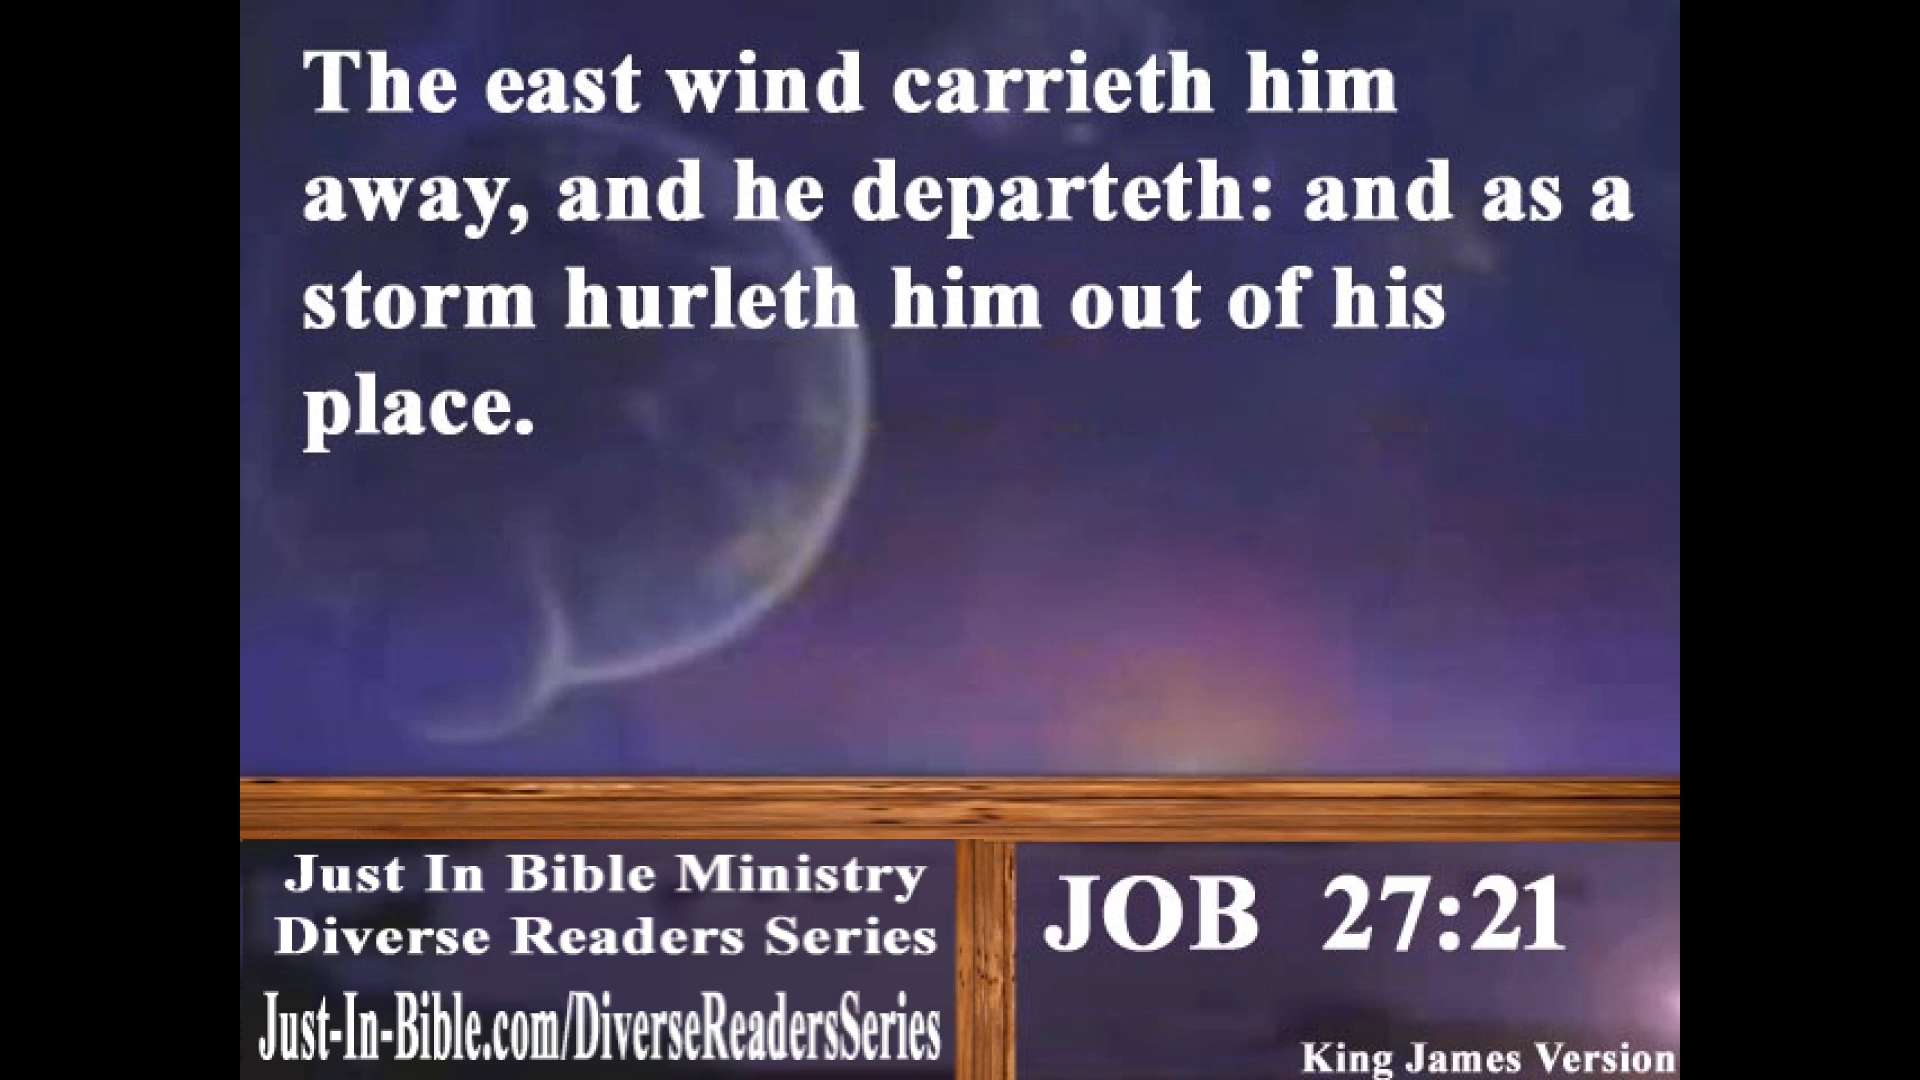 The east wind carrieth him
away, and he departeth: and as a
storm hurleth him out of his
place.
Just In Bible Ministry
Diverse Readers Series
Just-In-Bible.com/DiverseReadersSeries
JOB 27:21
King James Version